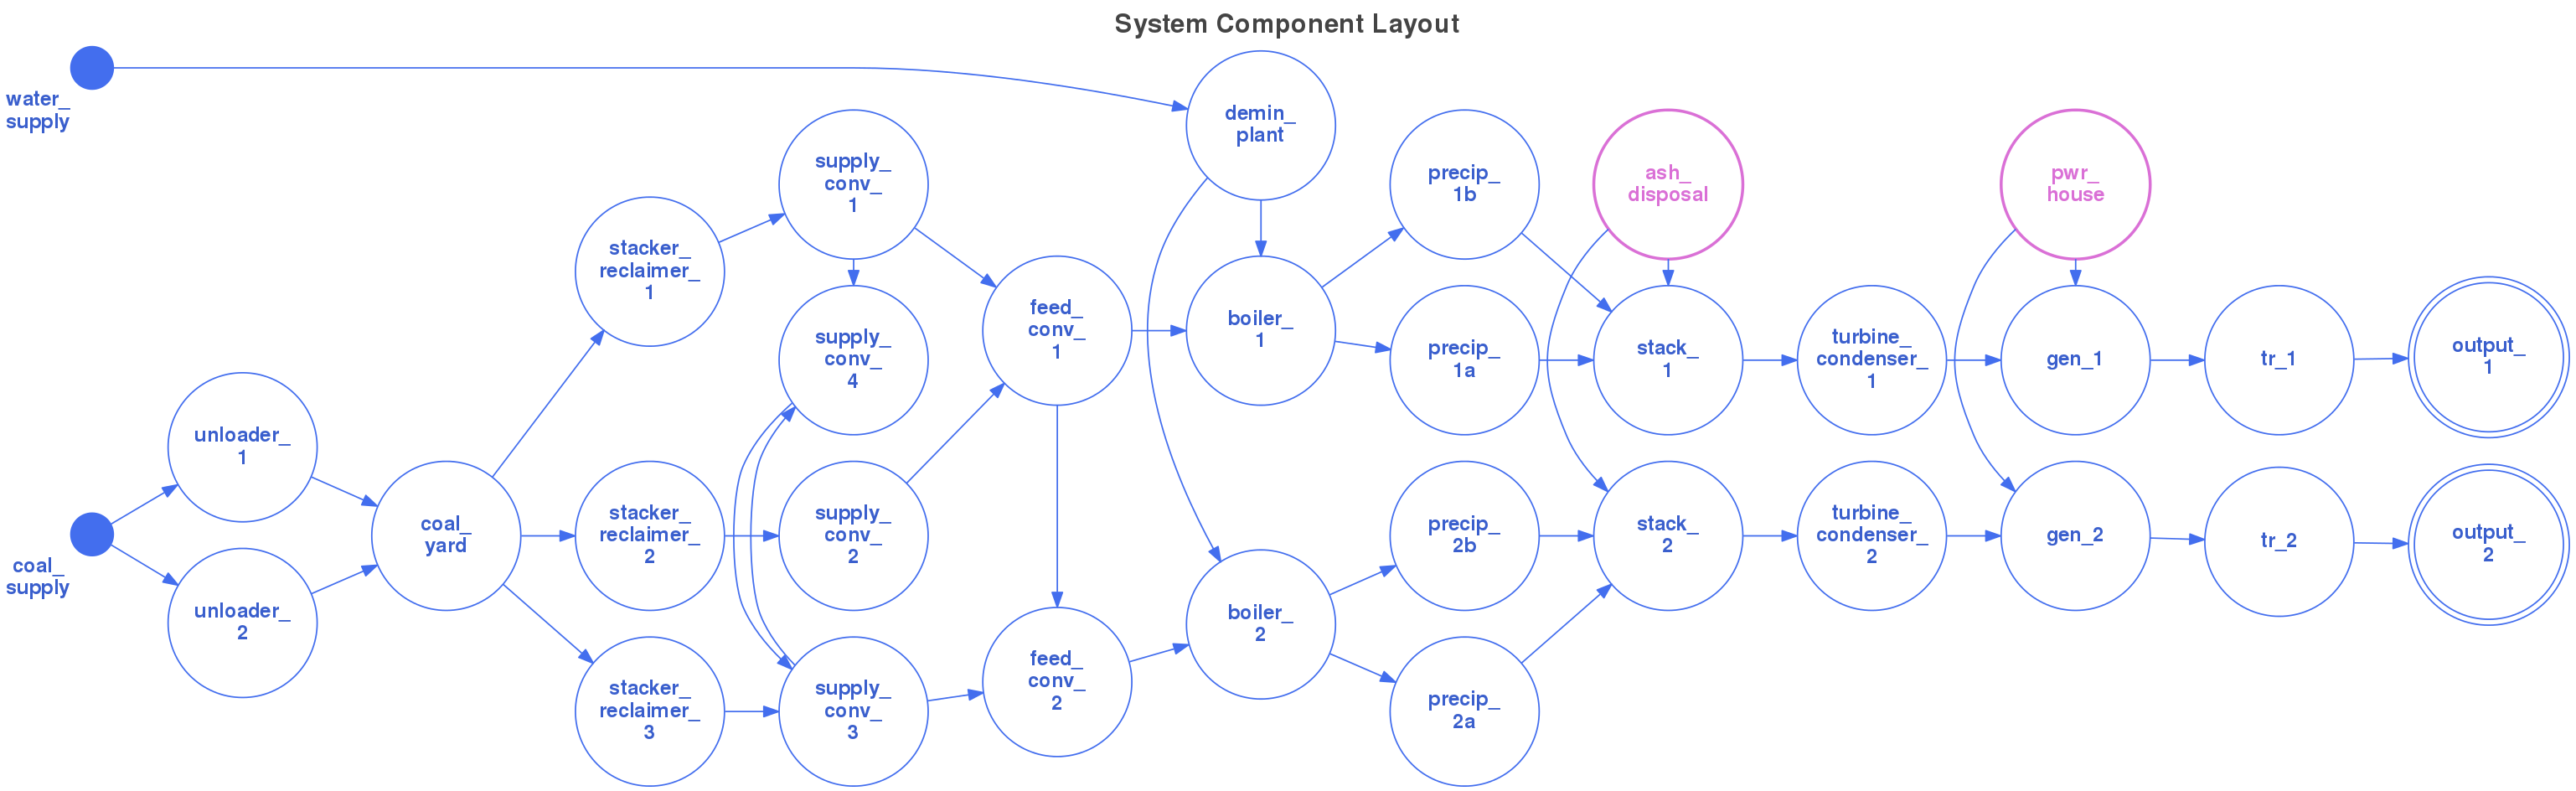 System Component Layout
water_
supply
demin_
plant
supply_
conv_
1
precip_
1b
ash_
disposal
pwr_
house
stacker_
reclaimer_
1
feed_
conv_
1
boiler_
1
supply_
conv_
4
precip_
1a
stack_
1
turbine_
condenser_
1
gen_1
tr_1
output_
1
unloader_
1
coal_
yard
stacker_
reclaimer_
2
supply_
conv_
2
precip_
2b
stack_
2
turbine_
condenser_
2
gen_2
tr_2
output_
2
coal_
supply
unloader_
2
boiler_
2
stacker_
reclaimer_
3
supply_
conv_
3
feed_
conv_
2
precip_
2a